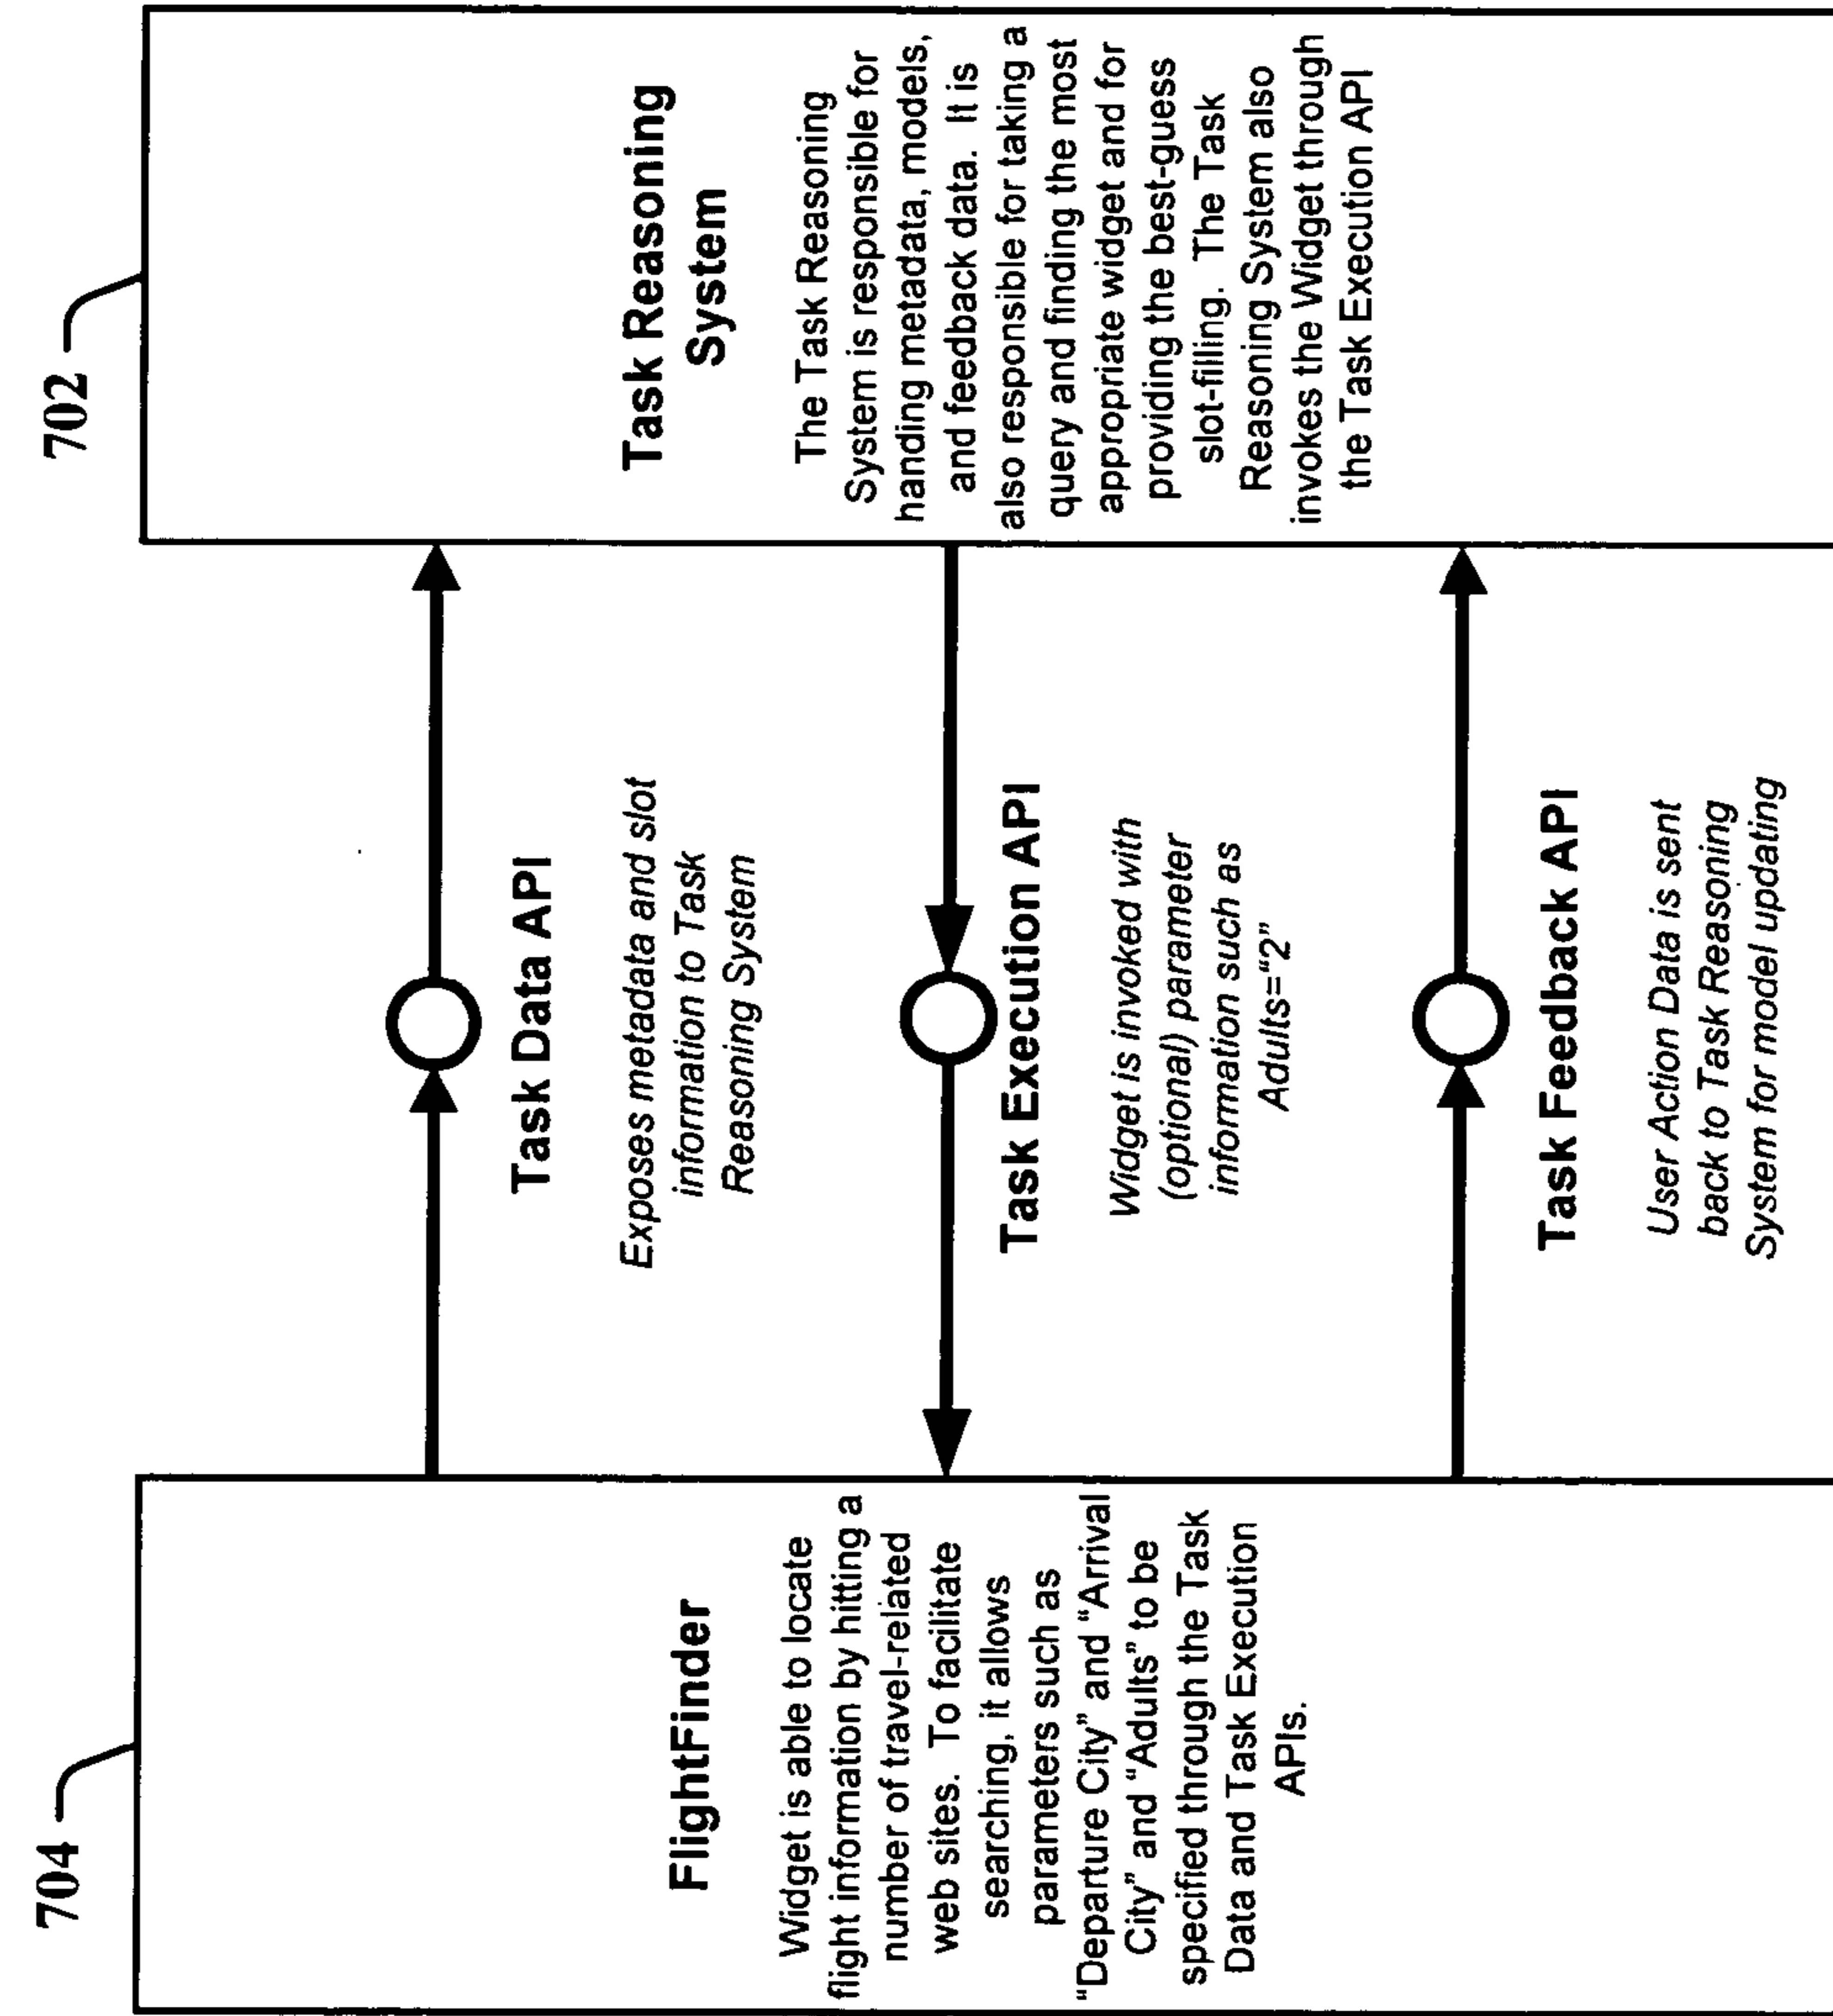 704
FlightFinder
Widget is able to locate
flight information by hitting a
number of travel-related
web sites. To facilitate
searching, it allows
parameters such as
“Departure City” and “Arrival
City” and “Adults” to be
specified through the Task
Data and Task Execution
APIs.
Task Data API
Exposes metadata and slot
information to Task
Reasoning System
Task Execution API
Widget is invoked with
(optional) parameter
information such as
Adults=“2”
Task Feedback API
User Action Data is sent
back to Task Reasoning
System for model updating
702
Task Reasoning
System
The Task Reasoning
System is responsible for
handing metadata, models,
and feedback data. It is
also responsible for taking a
query and finding the most
appropriate widget and for
providing the best-guess
slot-filling. The Task
Reasoning System also
invokes the Widget through
the Task Execution API